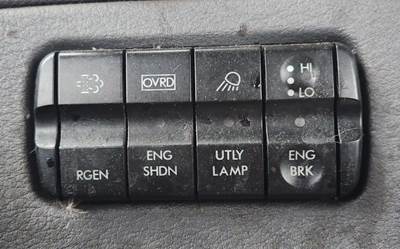 OVRD
HI
LO
RGEN
ENG
SHDN
UTLY
LAMP
ENG
BRK